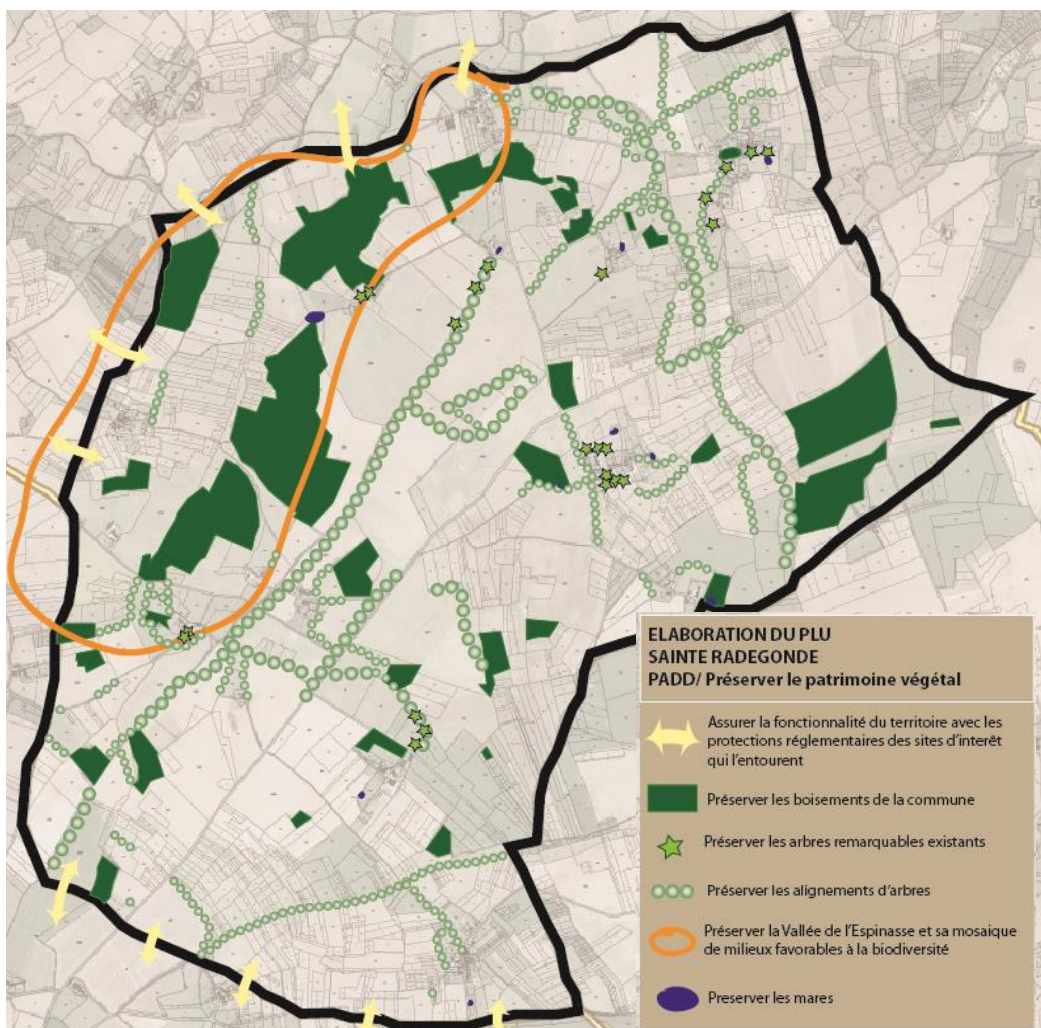 ELABORATION DU PLU
SAINTE RADEGONDE
PADD/ Préserver le patrimoine végétal
Assurer la fonctionnalité du territoire avec les
protections réglementaires des sites d'interêt
qui l'entourent
Préserver les boisements de la commune
Préserver les arbres remarquables existants
Préserver les alignements d'arbres
Préserver la Vallée de l'Espinasse et sa mosaique
de milieux favorables à la biodiversité
Preserver les mares